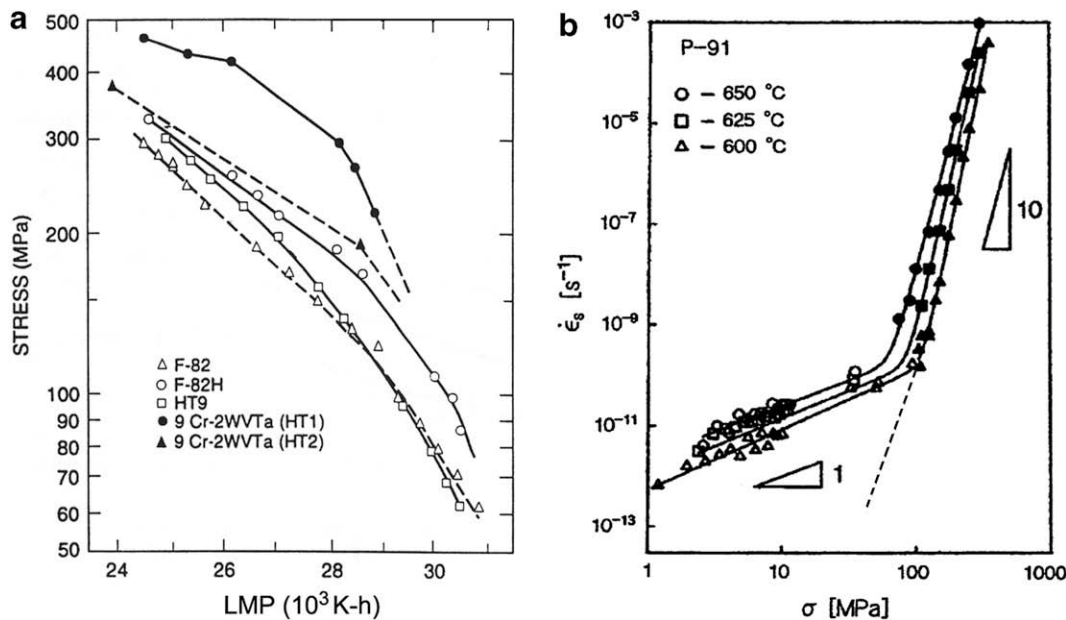 a
500
400
300
200
100
90
80
70
60
50
STRESS (MPa)
△ F-82
○ F-82H
□ HT9
● 9 Cr-2WVTa (HT1)
▲ 9 Cr-2WVTa (HT2)
24 26 28 30
LMP (10³ K-h)
b
10⁻³
10⁻⁵
10⁻⁷
10⁻⁹
10⁻¹¹
10⁻¹³
ε̇s [s⁻¹]
P-91
○ – 650 °C
□ – 625 °C
△ – 600 °C
10
1
1 10 100 1000
σ [MPa]